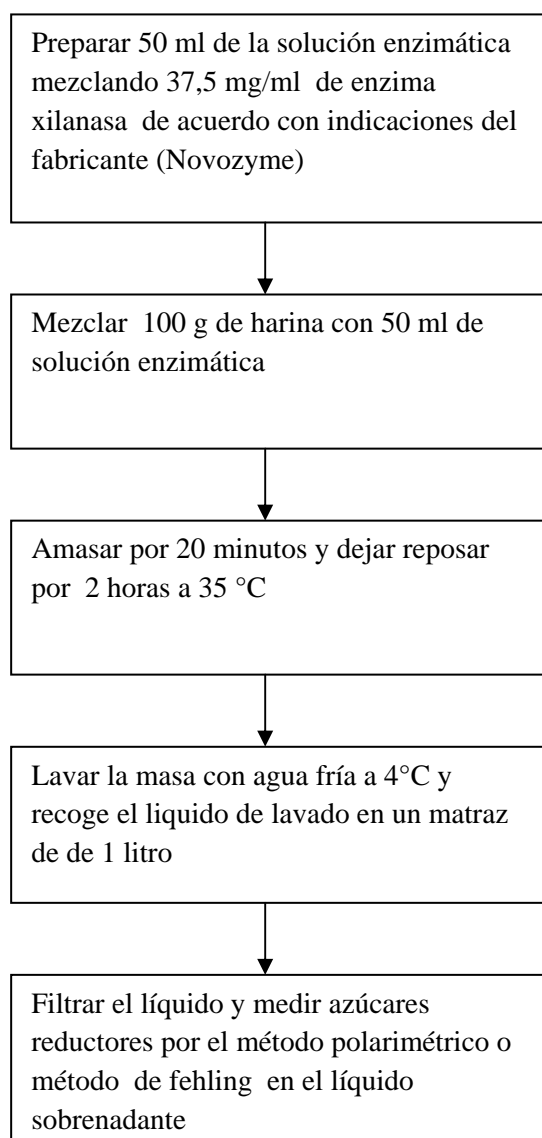 Preparar 50 ml de la solución enzimática
mezclando 37,5 mg/ml de enzima
xilanasa de acuerdo con indicaciones del
fabricante (Novozyme)
Mezclar 100 g de harina con 50 ml de
solución enzimática
Amasar por 20 minutos y dejar reposar
por 2 horas a 35 °C
Lavar la masa con agua fría a 4°C y
recoge el liquido de lavado en un matraz
de de 1 litro
Filtrar el líquido y medir azúcares
reductores por el método polarimétrico o
método de fehling en el líquido
sobrenadante